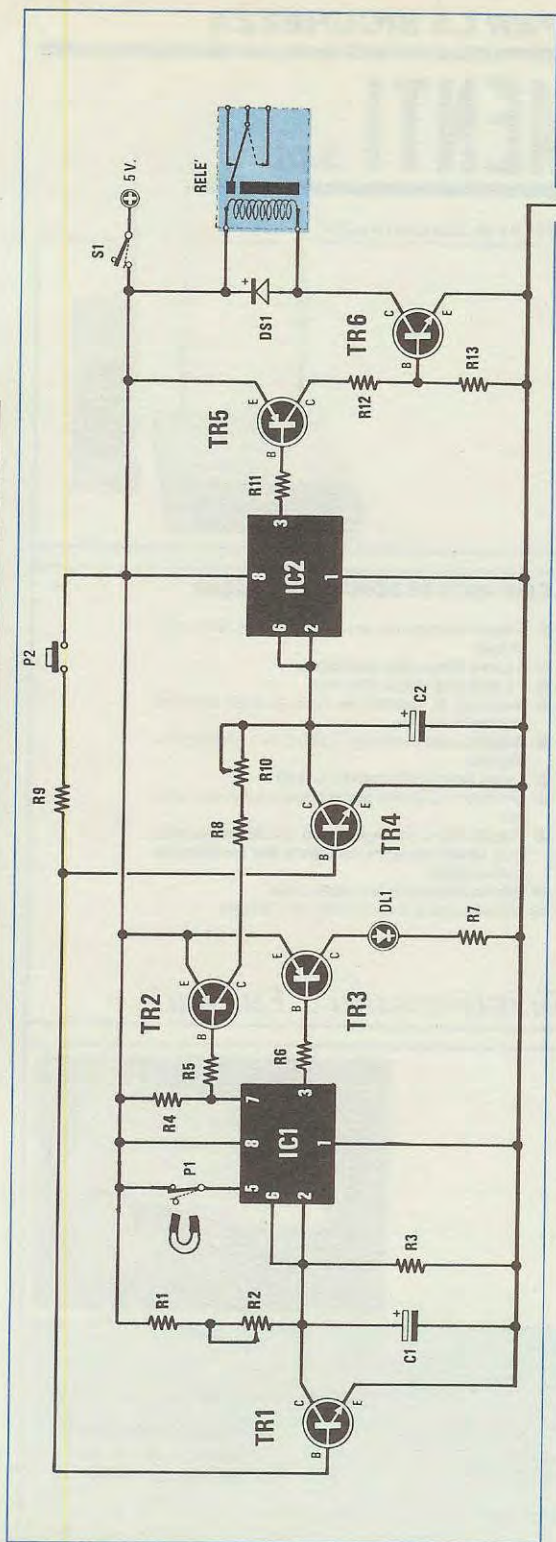 P2
R9
S1
5 V.
RELE'
R1
R2
P1
R4
R5
B
E
C
TR2
R8
R10
5
8
7
6
2
3
1
IC1
R6
B
E
C
TR3
DL1
R7
B
C
E
TR1
C1
+
R3
B
C
E
TR4
C2
+
8
6
2
3
1
IC2
R11
B
E
C
TR5
R12
R13
DS1
+
B
C
E
TR6